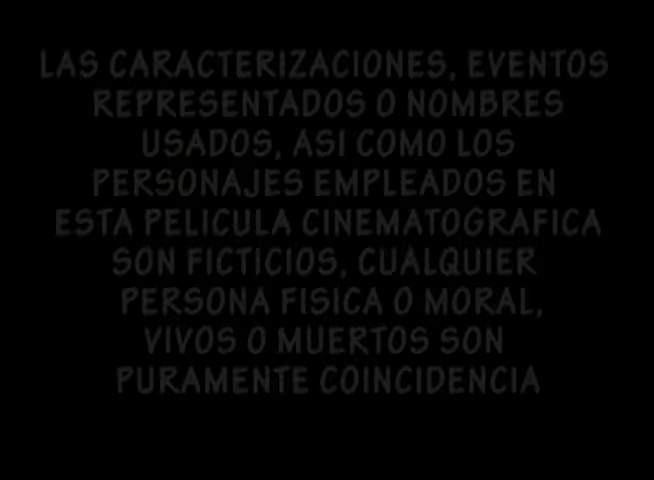 LAS CARACTERIZACIONES, EVENTOS
REPRESENTADOS O NOMBRES
USADOS, ASI COMO LOS
PERSONAJES EMPLEADOS EN
ESTA PELICULA CINEMATOGRAFICA
SON FICTICIOS, CUALQUIER
PERSONA FISICA O MORAL,
VIVOS O MUERTOS SON
PURAMENTE COINCIDENCIA